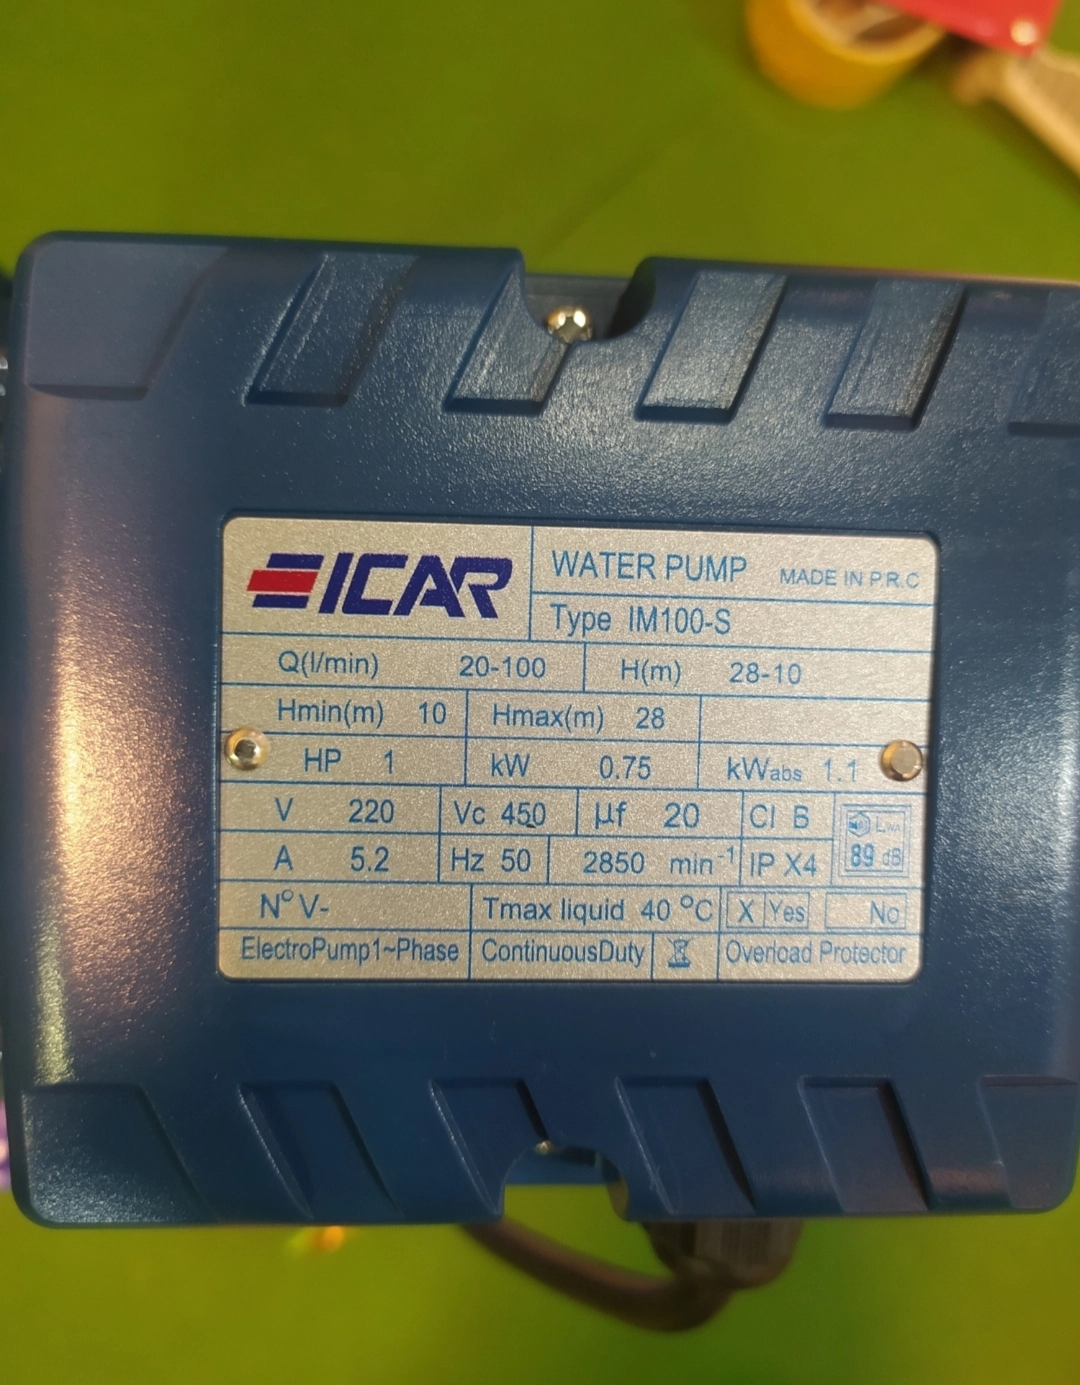 EICAR
WATER PUMP MADE IN P.R.C
Type IM100-S
Q(l/min) 20-100 H(m) 28-10
Hmin(m) 10 Hmax(m) 28
HP 1 kW 0.75 kWabs 1.1
V 220 Vc 450 µf 20 Cl B LWA
A 5.2 Hz 50 2850 min⁻¹ IP X4 89 dB
N° V- Tmax liquid 40 °C X Yes No
ElectroPump1~Phase ContinuousDuty Overload Protector